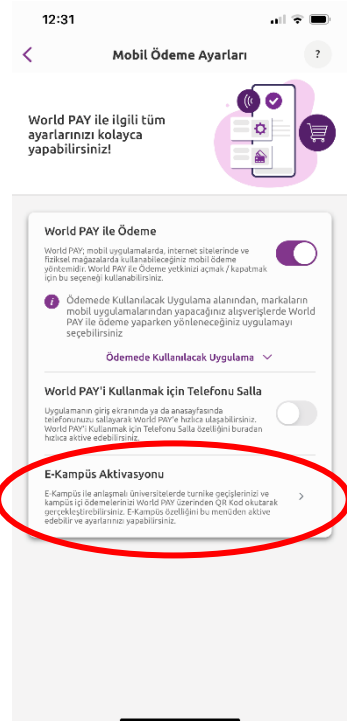 12:31
Mobil Ödeme Ayarları
?
World PAY ile ilgili tüm
ayarlarınızı kolayca
yapabilirsiniz!
World PAY ile Ödeme
World PAY; mobil uygulamalarda, internet sitelerinde ve
fiziksel mağazalarda kullanabileceğiniz mobil ödeme
yöntemidir. World PAY ile Ödeme yetkinizi açmak / kapatmak
için bu seçeneği kullanabilirsiniz.
i
Ödemede Kullanılacak Uygulama alanından, markaların
mobil uygulamalarından yapacağınız alışverişlerde World
PAY ile ödeme yaparken yönleneceğiniz uygulamayı
seçebilirsiniz
Ödemede Kullanılacak Uygulama
World PAY'i Kullanmak için Telefonu Salla
Uygulamanın giriş ekranında ya da anasayfasında
telefonunuzu sallayarak World PAY'e hızlıca ulaşabilirsiniz.
World PAY'i Kullanmak için Telefonu Salla özelliğini buradan
hızlıca aktive edebilirsiniz.
E-Kampüs Aktivasyonu
E-Kampüs ile anlaşmalı üniversitelerde turnike geçişlerinizi ve
kampüs içi ödemelerinizi World PAY üzerinden QR Kod okutarak
gerçekleştirebilirsiniz. E-Kampüs özelliğini bu menüden aktive
edebilir ve ayarlarınızı yapabilirsiniz.